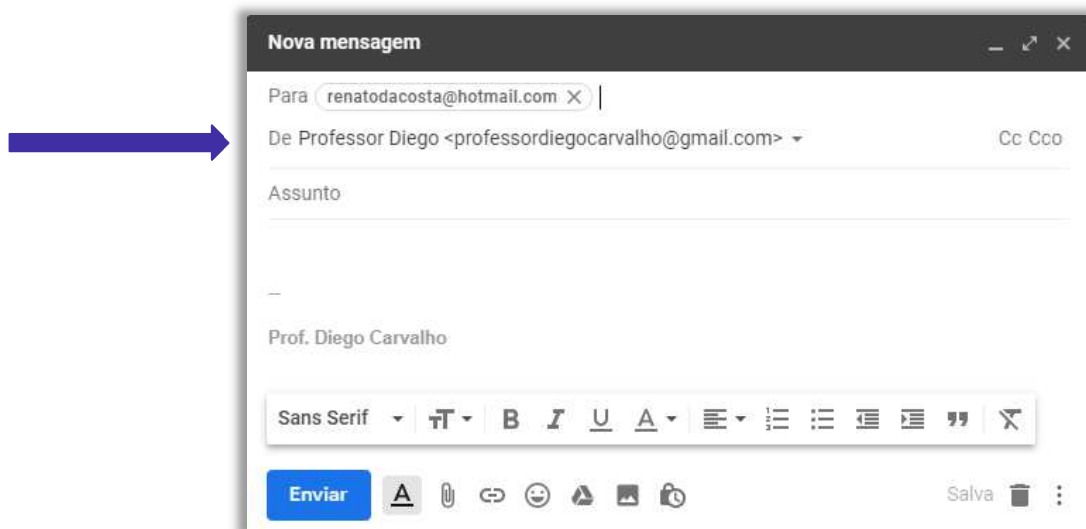 Nova mensagem
Para renatodacosta@hotmail.com
De Professor Diego <professordiegocarvalho@gmail.com> Cc Cco
Assunto
—
Prof. Diego Carvalho
Sans Serif B I U A
Enviar A Salva